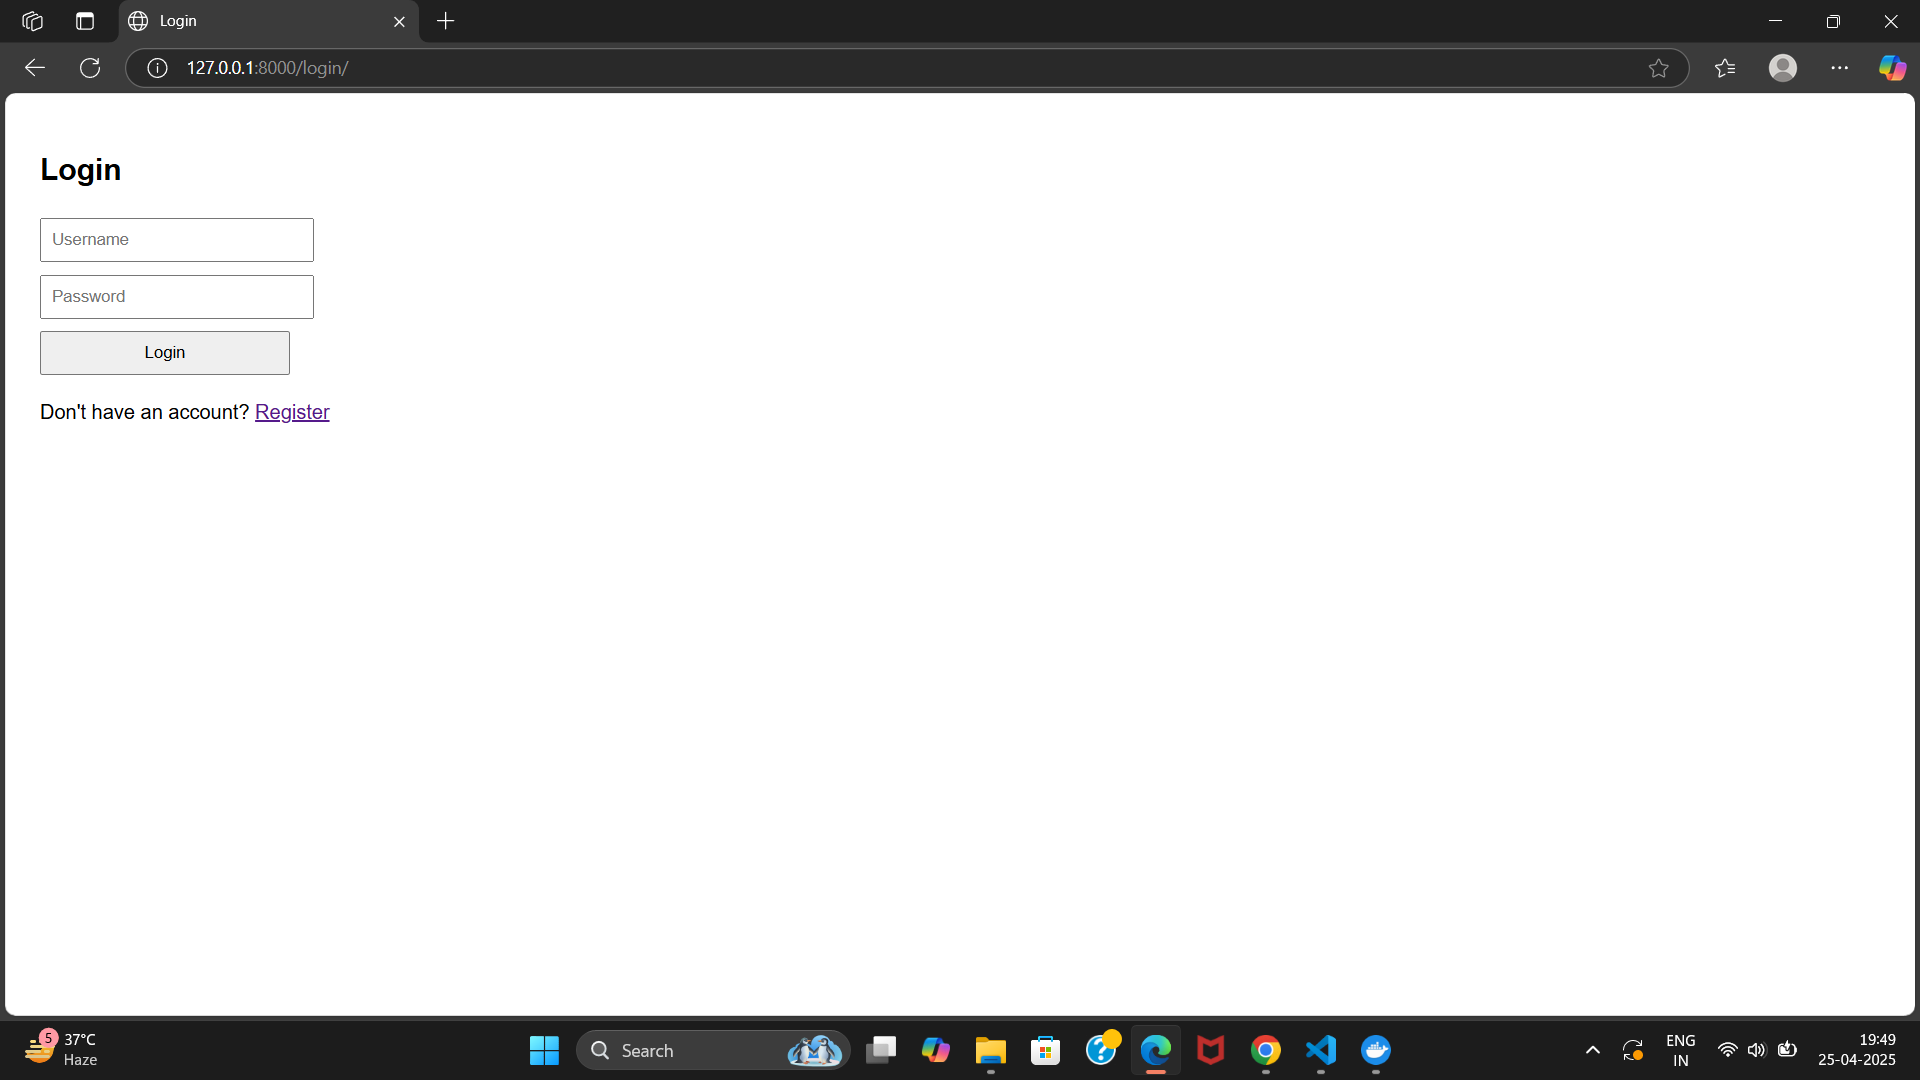 Login
127.0.0.1:8000/login/
Login
Username
Password
Login
Don't have an account? Register
5
37°C
Haze
Search
ENG
IN
19:49
25-04-2025